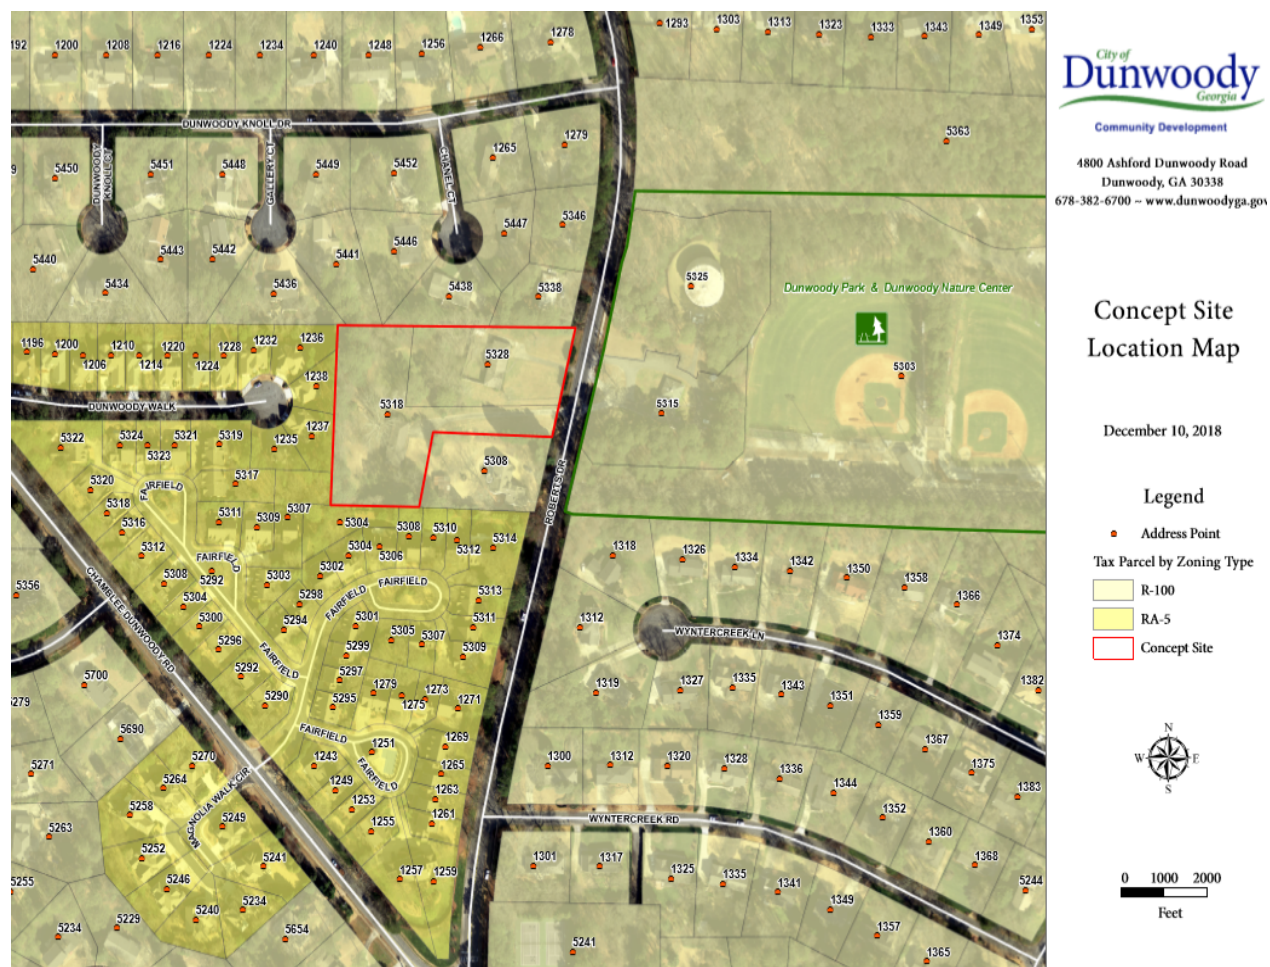 192 1200 1208 1216 1224 1234 1240 1248 1256 1266 1278
1293 1303 1313 1323 1333 1343 1349 1353
DUNWOODY KNOLL DR
5450 5451 5448 5449 5452 1265 1279
DUNWOODY
KNOLL CT
GALLERY CT
CHANEL CT
5363
5440 5443 5442 5441 5446 5447 5346
5434 5436 5438 5338
5325
Dunwoody Park & Dunwoody Nature Center
1196 1200 1206 1210 1214 1220 1224 1228 1232 1236
1238
5328
5318
5303
5315
DUNWOODY WALK
5322 5324 5323 5321 5319 1235 1237
5308
ROBERTS DR
5320 FAIRFIELD 5317
5318
5316 5311 5309 5307 5304 5308 5310 5314
5312 FAIRFIELD 5304 5306 5312
5308 5292 5303 5302 FAIRFIELD
5304 5298 FAIRFIELD 5313
5300 5294 5301 5305 5307 5311
5296 FAIRFIELD 5299 5309
5292 5297 1279 1273
5290 5295 1275 1271
FAIRFIELD 1251 1269
1243 FAIRFIELD 1265
1249 1253 1263
1255 1261
1257 1259
5356
CHAMBLEE DUNWOODY RD
5700
5279
5690
5271
5270
5264
5258
MAGNOLIA WALK CIR
5263 5249
5252 5241
5246
5255
5240 5234
5229
5234 5654
1318 1326 1334 1342 1350 1358 1366
1312 1374
WYNTERCREEK LN
1319 1327 1335 1343 1351 1359 1367 1382
1300 1312 1320 1328 1336 1344 1352 1360 1375 1383
1368
WYNTERCREEK RD
1301 1317 1325 1335 1341 1349 1357 1365 5244
5241
City of
Dunwoody
Georgia
Community Development
4800 Ashford Dunwoody Road
Dunwoody, GA 30338
678-382-6700 ~ www.dunwoodyga.gov
Concept Site
Location Map
December 10, 2018
Legend
Address Point
Tax Parcel by Zoning Type
R-100
RA-5
Concept Site
N
W E
S
0 1000 2000
Feet